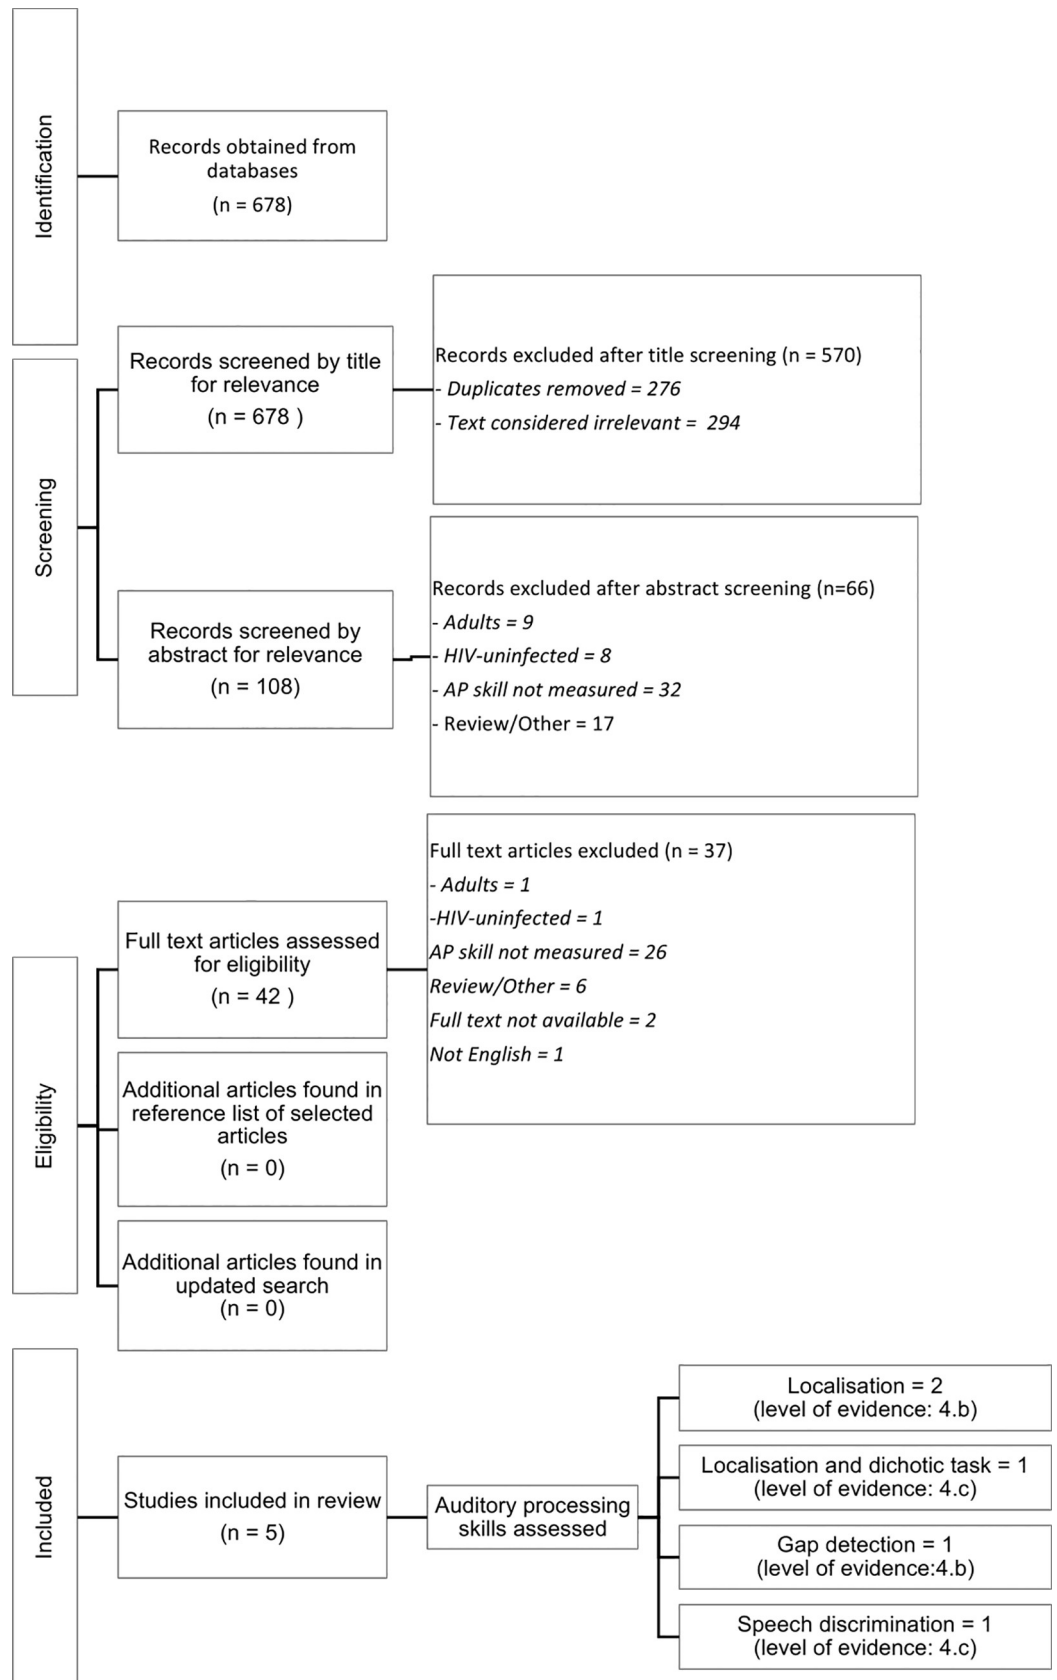 Identification
Records obtained from
databases
(n = 678)
Screening
Records screened by title
for relevance
(n = 678 )
Records excluded after title screening (n = 570)
- Duplicates removed = 276
- Text considered irrelevant =  294
Records screened by
abstract for relevance
(n = 108)
Records excluded after abstract screening (n=66)
- Adults = 9
- HIV-uninfected = 8
- AP skill not measured = 32
- Review/Other = 17
Eligibility
Full text articles assessed
for eligibility
(n = 42 )
Full text articles excluded (n = 37)
- Adults = 1
-HIV-uninfected = 1
AP skill not measured = 26
Review/Other = 6
Full text not available = 2
Not English = 1
Additional articles found in
reference list of selected
articles
(n = 0)
Additional articles found in
updated search
(n = 0)
Included
Studies included in review
(n = 5)
Auditory processing
skills assessed
Localisation = 2
(level of evidence: 4.b)
Localisation and dichotic task = 1
(level of evidence: 4.c)
Gap detection = 1
(level of evidence:4.b)
Speech discrimination = 1
(level of evidence: 4.c)